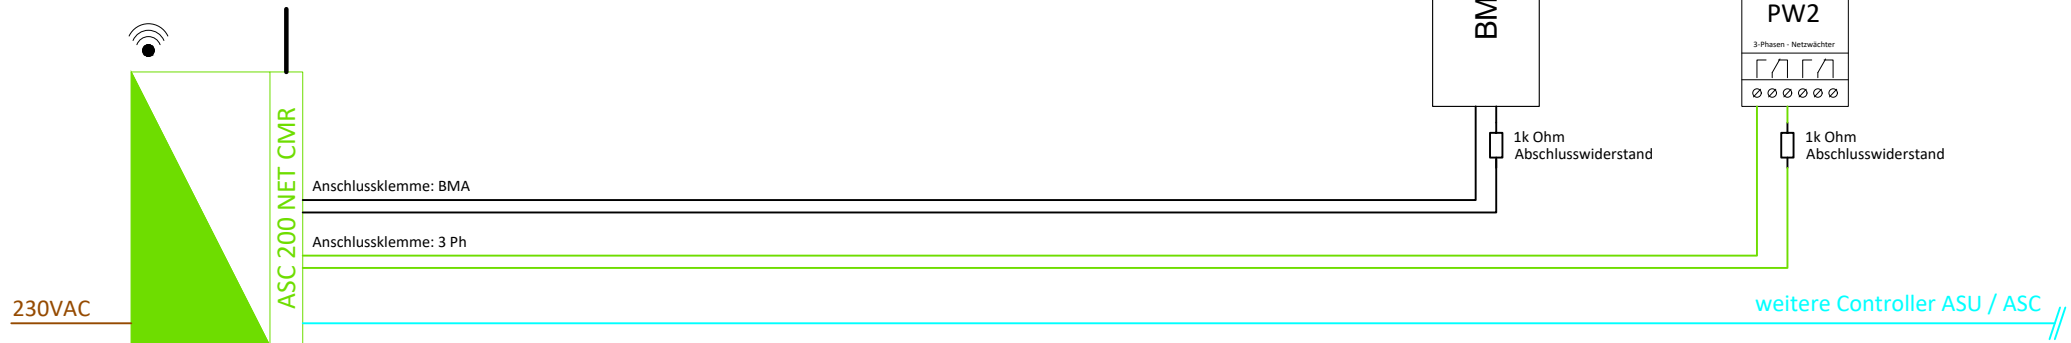 PW2
3-Phasen - Netzwächter
1k Ohm
Abschlusswiderstand
1k Ohm
Abschlusswiderstand
ASC 200 NET CMR
Anschlussklemme: BMA
Anschlussklemme: 3 Ph
230VAC
weitere Controller ASU / ASC